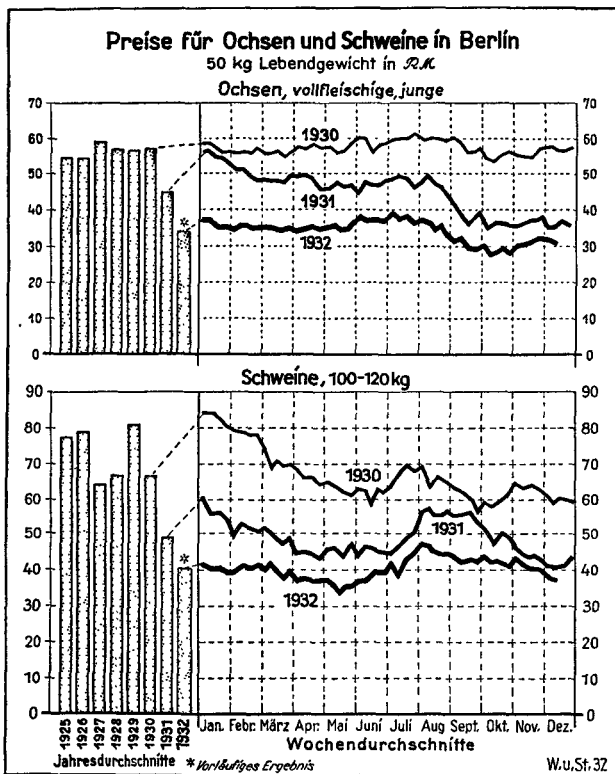 Preise für Ochsen und Schweine in Berlin
50 kg Lebendgewicht in R.M.
Ochsen, vollfleischige, junge
70 70
60 60
50 50
40 40
30 30
20 20
10 10
0 0
1930
1931
1932
*
Schweine, 100-120 kg
90 90
80 80
70 70
60 60
50 50
40 40
30 30
20 20
10 10
0 0
1930
1931
1932
*
1925 1926 1927 1928 1929 1930 1931 1932
Jan. Febr. März Apr. Mai Juni Juli Aug Sept. Okt. Nov. Dez.
Jahresdurchschnitte * Vorläufiges Ergebnis
Wochendurchschnitte
W.u.St. 32